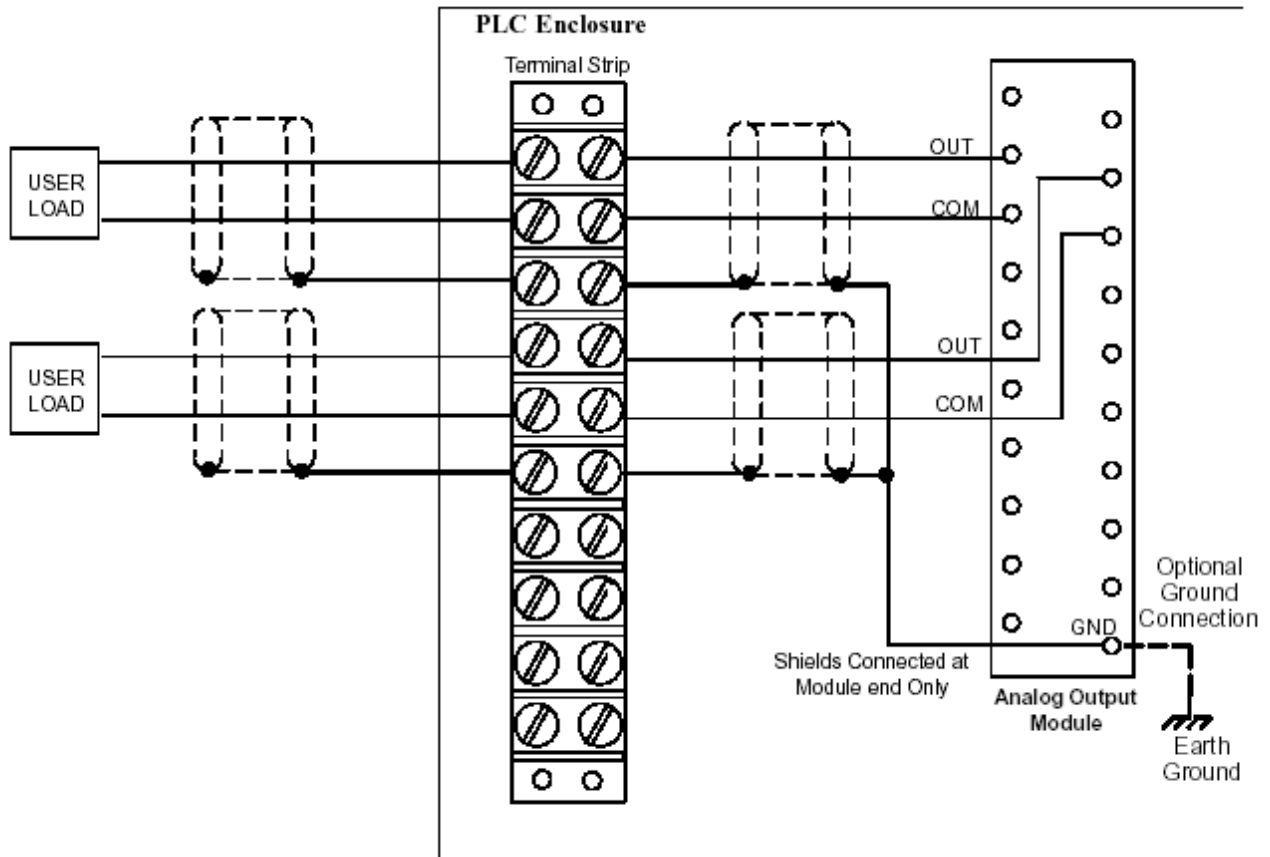 PLC Enclosure
Terminal Strip
USER
LOAD
OUT
COM
USER
LOAD
OUT
COM
GND
Optional
Ground
Connection
Shields Connected at
Module end Only
Analog Output
Module
Earth
Ground